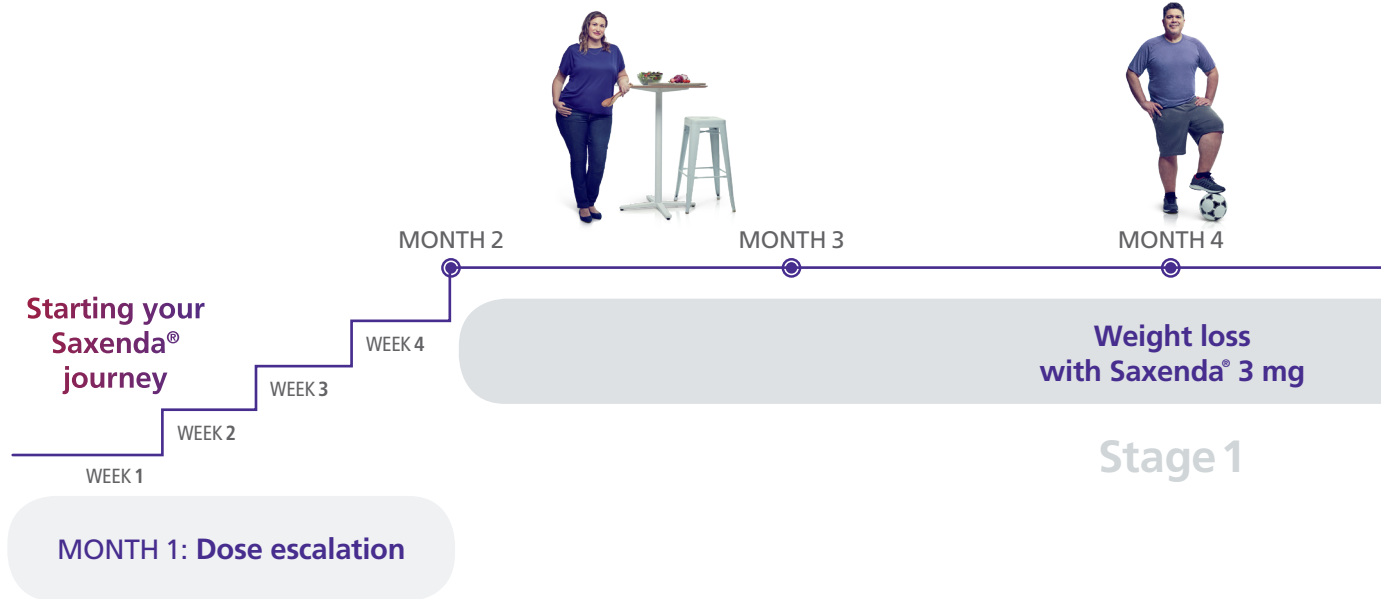 MONTH 2
MONTH 3
MONTH 4
Starting your
Saxenda®
journey
WEEK 4
WEEK 3
WEEK 2
WEEK 1
Weight loss
with Saxenda® 3 mg
Stage 1
MONTH 1: Dose escalation